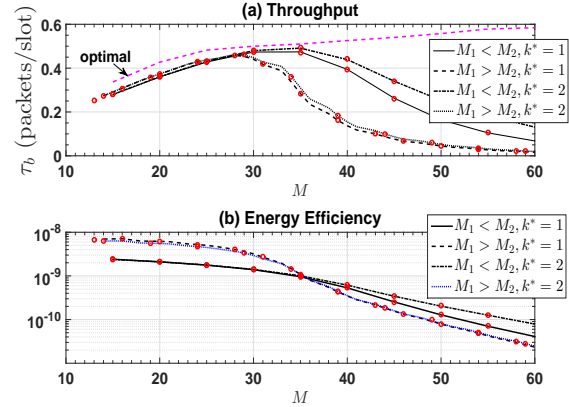 (a) Throughput
τ_b (packets/slot)
0.6
0.4
0.2
0
optimal
M₁ < M₂, k* = 1
M₁ > M₂, k* = 1
M₁ < M₂, k* = 2
M₁ > M₂, k* = 2
10 20 30 40 50 60
M
(b) Energy Efficiency
10⁻⁸
10⁻⁹
10⁻¹⁰
M₁ < M₂, k* = 1
M₁ > M₂, k* = 1
M₁ < M₂, k* = 2
M₁ > M₂, k* = 2
10 20 30 40 50 60
M